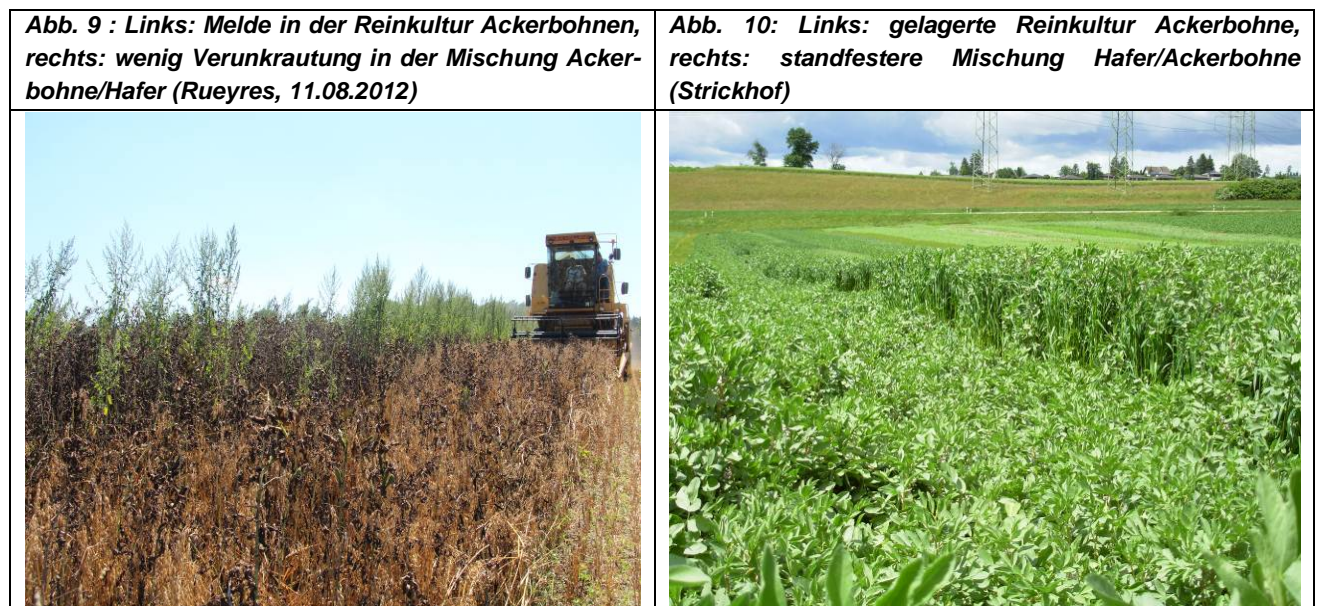 Abb. 9 : Links: Melde in der Reinkultur Ackerbohnen,
rechts: wenig Verunkrautung in der Mischung Acker-
bohne/Hafer (Rueyres, 11.08.2012)
Abb. 10: Links: gelagerte Reinkultur Ackerbohne,
rechts: standfestere Mischung Hafer/Ackerbohne
(Strickhof)